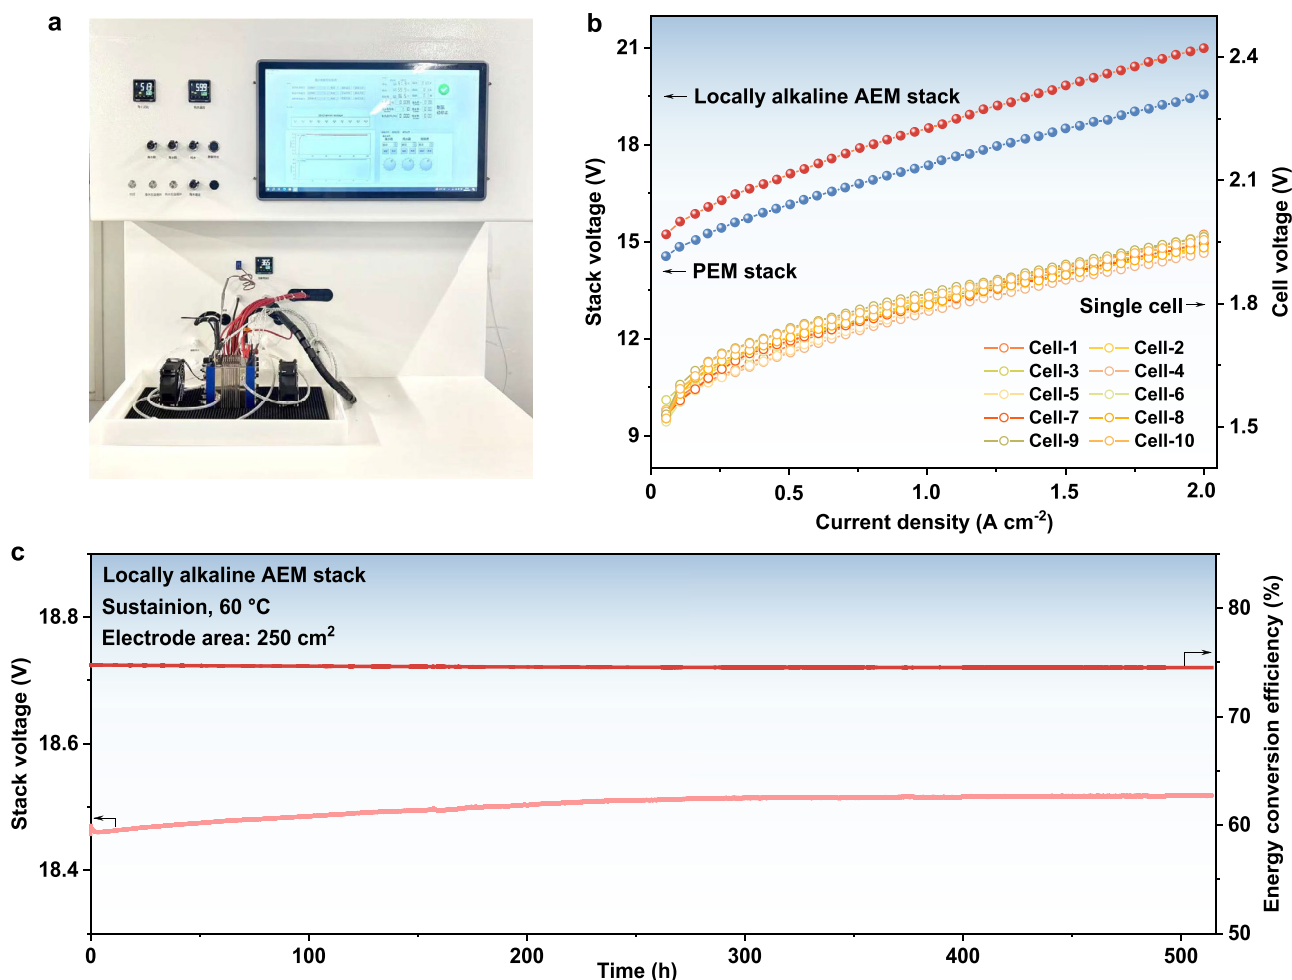 a
b
21
18
15
12
9
Stack voltage (V)
Locally alkaline AEM stack
PEM stack
Single cell
Cell-1
Cell-2
Cell-3
Cell-4
Cell-5
Cell-6
Cell-7
Cell-8
Cell-9
Cell-10
2.4
2.1
1.8
1.5
Cell voltage (V)
0
0.5
1.0
1.5
2.0
Current density (A cm⁻²)
c
Locally alkaline AEM stack
Sustainion, 60 °C
Electrode area: 250 cm²
18.8
18.6
18.4
Stack voltage (V)
80
70
60
50
Energy conversion efficiency (%)
0
100
200
300
400
500
Time (h)